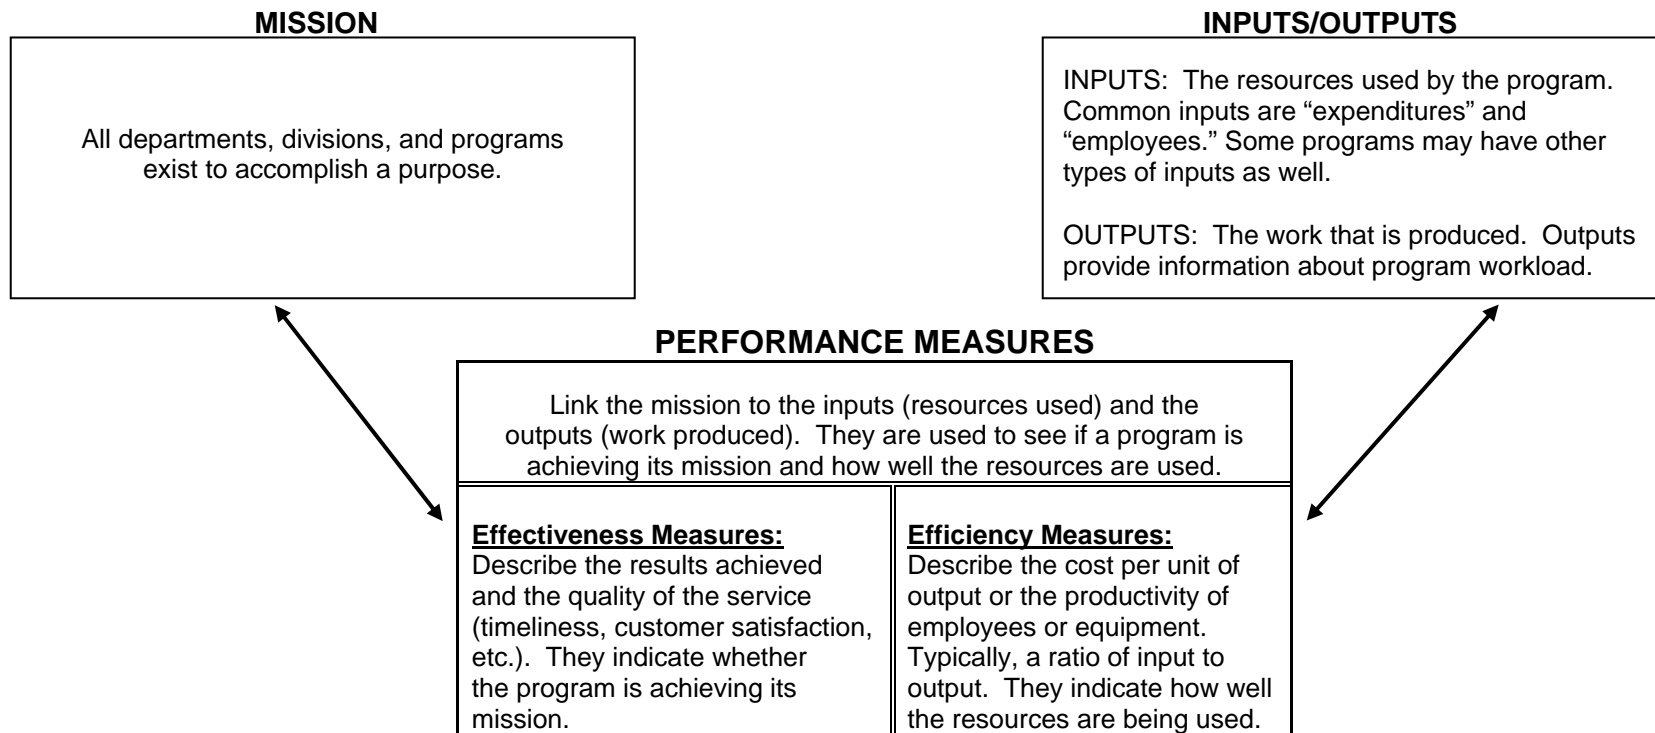 MISSION
All departments, divisions, and programs
exist to accomplish a purpose.
INPUTS/OUTPUTS
INPUTS:  The resources used by the program.
Common inputs are “expenditures” and
“employees.” Some programs may have other
types of inputs as well.
OUTPUTS:  The work that is produced.  Outputs
provide information about program workload.
PERFORMANCE MEASURES
Link the mission to the inputs (resources used) and the
outputs (work produced).  They are used to see if a program is
achieving its mission and how well the resources are used.
Effectiveness Measures:
Describe the results achieved
and the quality of the service
(timeliness, customer satisfaction,
etc.).  They indicate whether
the program is achieving its
mission.
Efficiency Measures:
Describe the cost per unit of
output or the productivity of
employees or equipment.
Typically, a ratio of input to
output.  They indicate how well
the resources are being used.